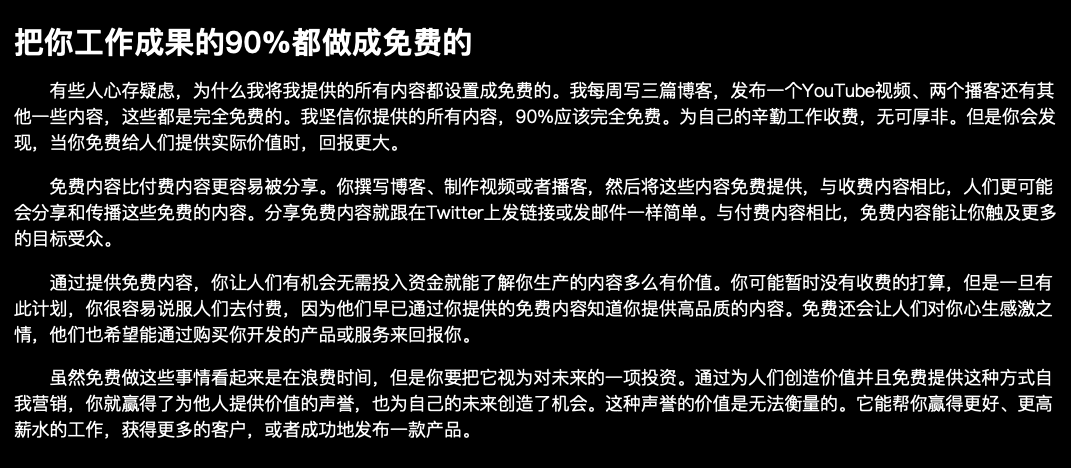 把你工作成果的90%都做成免费的
有些人心存疑虑，为什么我将我提供的所有内容都设置成免费的。我每周写三篇博客，发布一个YouTube视频、两个播客还有其
他一些内容，这些都是完全免费的。我坚信你提供的所有内容，90%应该完全免费。为自己的辛勤工作收费，无可厚非。但是你会发
现，当你免费给人们提供实际价值时，回报更大。
免费内容比付费内容更容易被分享。你撰写博客、制作视频或者播客，然后将这些内容免费提供，与收费内容相比，人们更可能
会分享和传播这些免费的内容。分享免费内容就跟在Twitter上发链接或发邮件一样简单。与付费内容相比，免费内容能让你触及更多
的目标受众。
通过提供免费内容，你让人们有机会无需投入资金就能了解你生产的内容多么有价值。你可能暂时没有收费的打算，但是一旦有
此计划，你很容易说服人们去付费，因为他们早已通过你提供的免费内容知道你提供高品质的内容。免费还会让人们对你心生感激之
情，他们也希望能通过购买你开发的产品或服务来回报你。
虽然免费做这些事情看起来是在浪费时间，但是你要把它视为对未来的一项投资。通过为人们创造价值并且免费提供这种方式自
我营销，你就赢得了为他人提供价值的声誉，也为自己的未来创造了机会。这种声誉的价值是无法衡量的。它能帮你赢得更好、更高
薪水的工作，获得更多的客户，或者成功地发布一款产品。